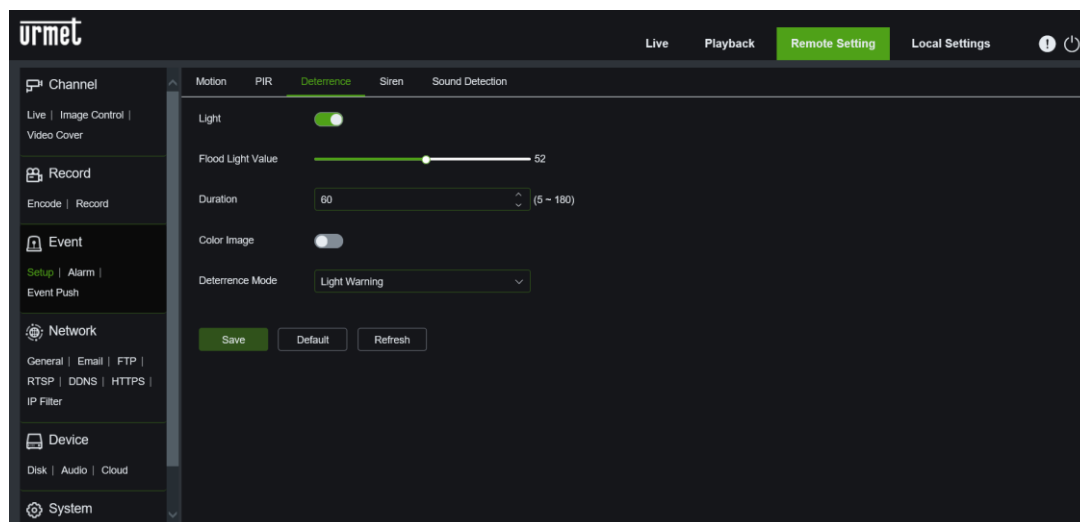 urmet
Live Playback Remote Setting Local Settings
Channel
Live | Image Control |
Video Cover
Record
Encode | Record
Event
Setup | Alarm |
Event Push
Network
General | Email | FTP |
RTSP | DDNS | HTTPS |
IP Filter
Device
Disk | Audio | Cloud
System
Motion PIR Deterrence Siren Sound Detection
Light
Flood Light Value 52
Duration 60 (5 ~ 180)
Color Image
Deterrence Mode Light Warning
Save Default Refresh